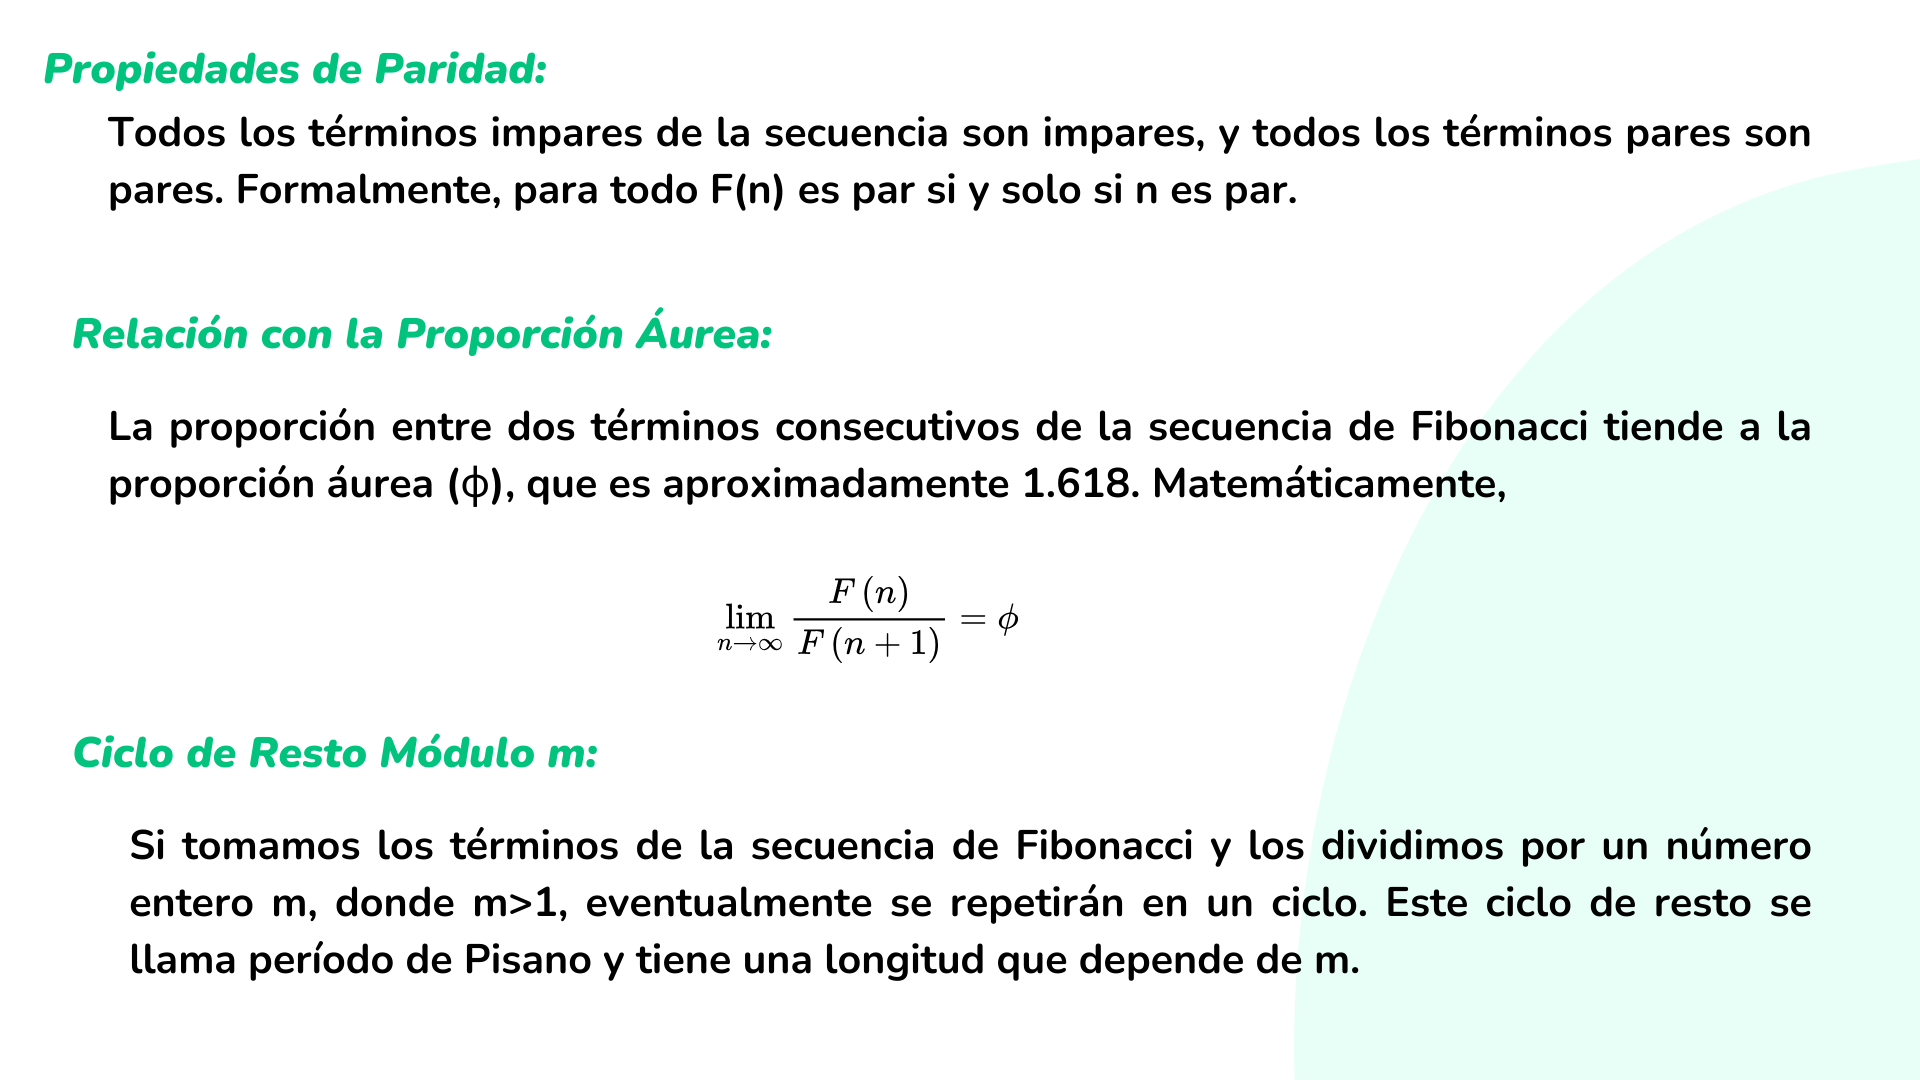 Propiedades de Paridad:
Todos los términos impares de la secuencia son impares, y todos los términos pares son
pares. Formalmente, para todo F(n) es par si y solo si n es par.
Relación con la Proporción Áurea:
La proporción entre dos términos consecutivos de la secuencia de Fibonacci tiende a la
proporción áurea (ϕ), que es aproximadamente 1.618. Matemáticamente,
lim n→∞ F(n) / F(n + 1) = ϕ
Ciclo de Resto Módulo m:
Si tomamos los términos de la secuencia de Fibonacci y los dividimos por un número
entero m, donde m>1, eventualmente se repetirán en un ciclo. Este ciclo de resto se
llama período de Pisano y tiene una longitud que depende de m.